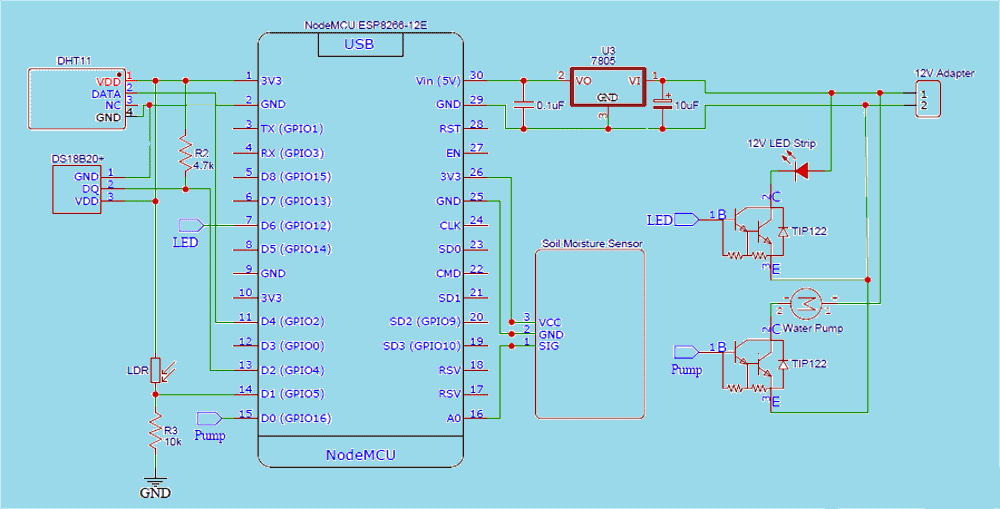 NodeMCU ESP8266-12E
USB
DHT11
VDD 1
DATA 2
NC 3
GND 4
DS18B20+
GND 1
DQ 2
VDD 3
R2
4.7k
LED
LDR
R3
10k
GND
Pump
1 3V3
2 GND
3 TX (GPIO1)
4 RX (GPIO3)
5 D8 (GPIO15)
6 D7 (GPIO13)
7 D6 (GPIO12)
8 D5 (GPIO14)
9 GND
10 3V3
11 D4 (GPIO2)
12 D3 (GPIO0)
13 D2 (GPIO4)
14 D1 (GPIO5)
15 D0 (GPIO16)
Vin (5V) 30
GND 29
RST 28
EN 27
3V3 26
GND 25
CLK 24
SD0 23
CMD 22
SD1 21
SD2 (GPIO9) 20
SD3 (GPIO10) 19
RSV 18
RSV 17
A0 16
NodeMCU
U3
7805
2 VO VI 1
GND
3
0.1uF
+
10uF
12V Adapter
1
2
12V LED Strip
LED
1 B
2 C
3 E
TIP122
Soil Moisture Sensor
3 VCC
2 GND
1 SIG
- +
2 1
Water Pump
Pump
1 B
2 C
3 E
TIP122